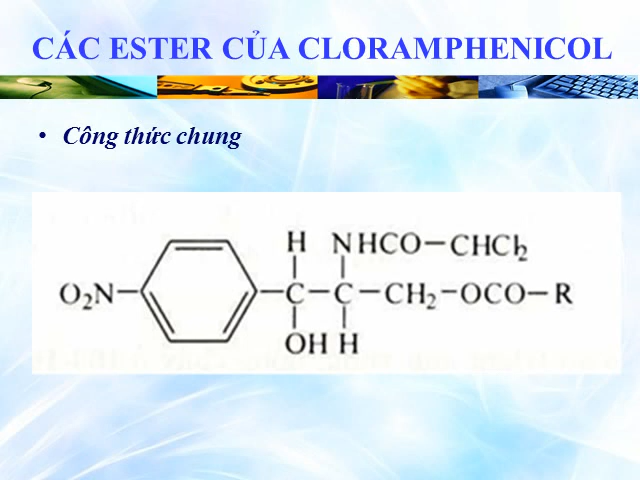 CÁC ESTER CỦA CLORAMPHENICOL
• Công thức chung
H NHCO–CHCl₂
O₂N– –C–C–CH₂–OCO–R
OH H